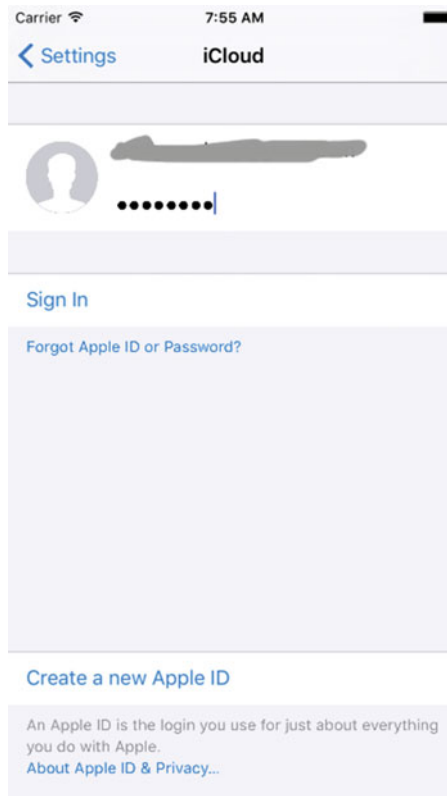 Carrier 7:55 AM
Settings iCloud
••••••••
Sign In
Forgot Apple ID or Password?
Create a new Apple ID
An Apple ID is the login you use for just about everything
you do with Apple.
About Apple ID & Privacy...